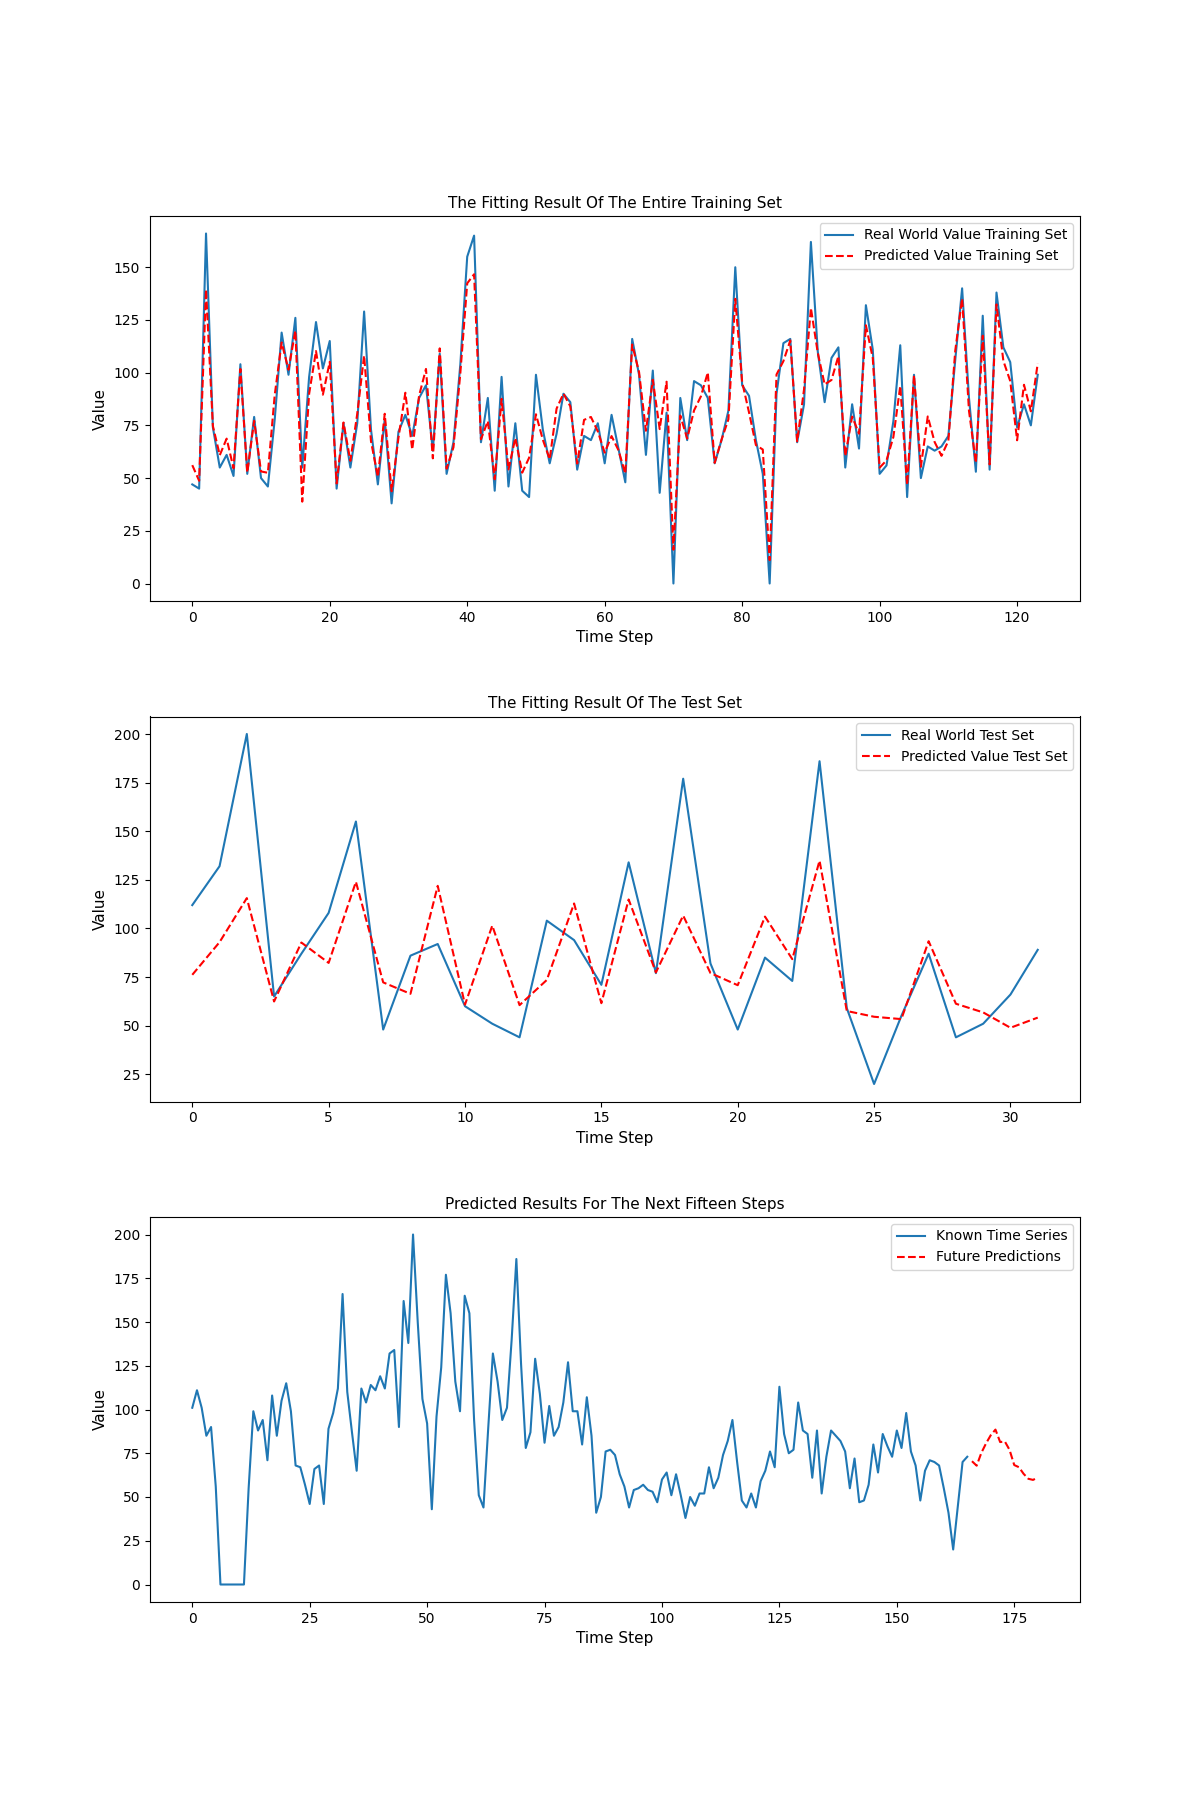 The Fitting Result Of The Entire Training Set
Real World Value Training Set
Predicted Value Training Set
Value
150
125
100
75
50
25
0
0 20 40 60 80 100 120
Time Step
The Fitting Result Of The Test Set
Real World Test Set
Predicted Value Test Set
Value
200
175
150
125
100
75
50
25
0 5 10 15 20 25 30
Time Step
Predicted Results For The Next Fifteen Steps
Known Time Series
Future Predictions
Value
200
175
150
125
100
75
50
25
0
0 25 50 75 100 125 150 175
Time Step